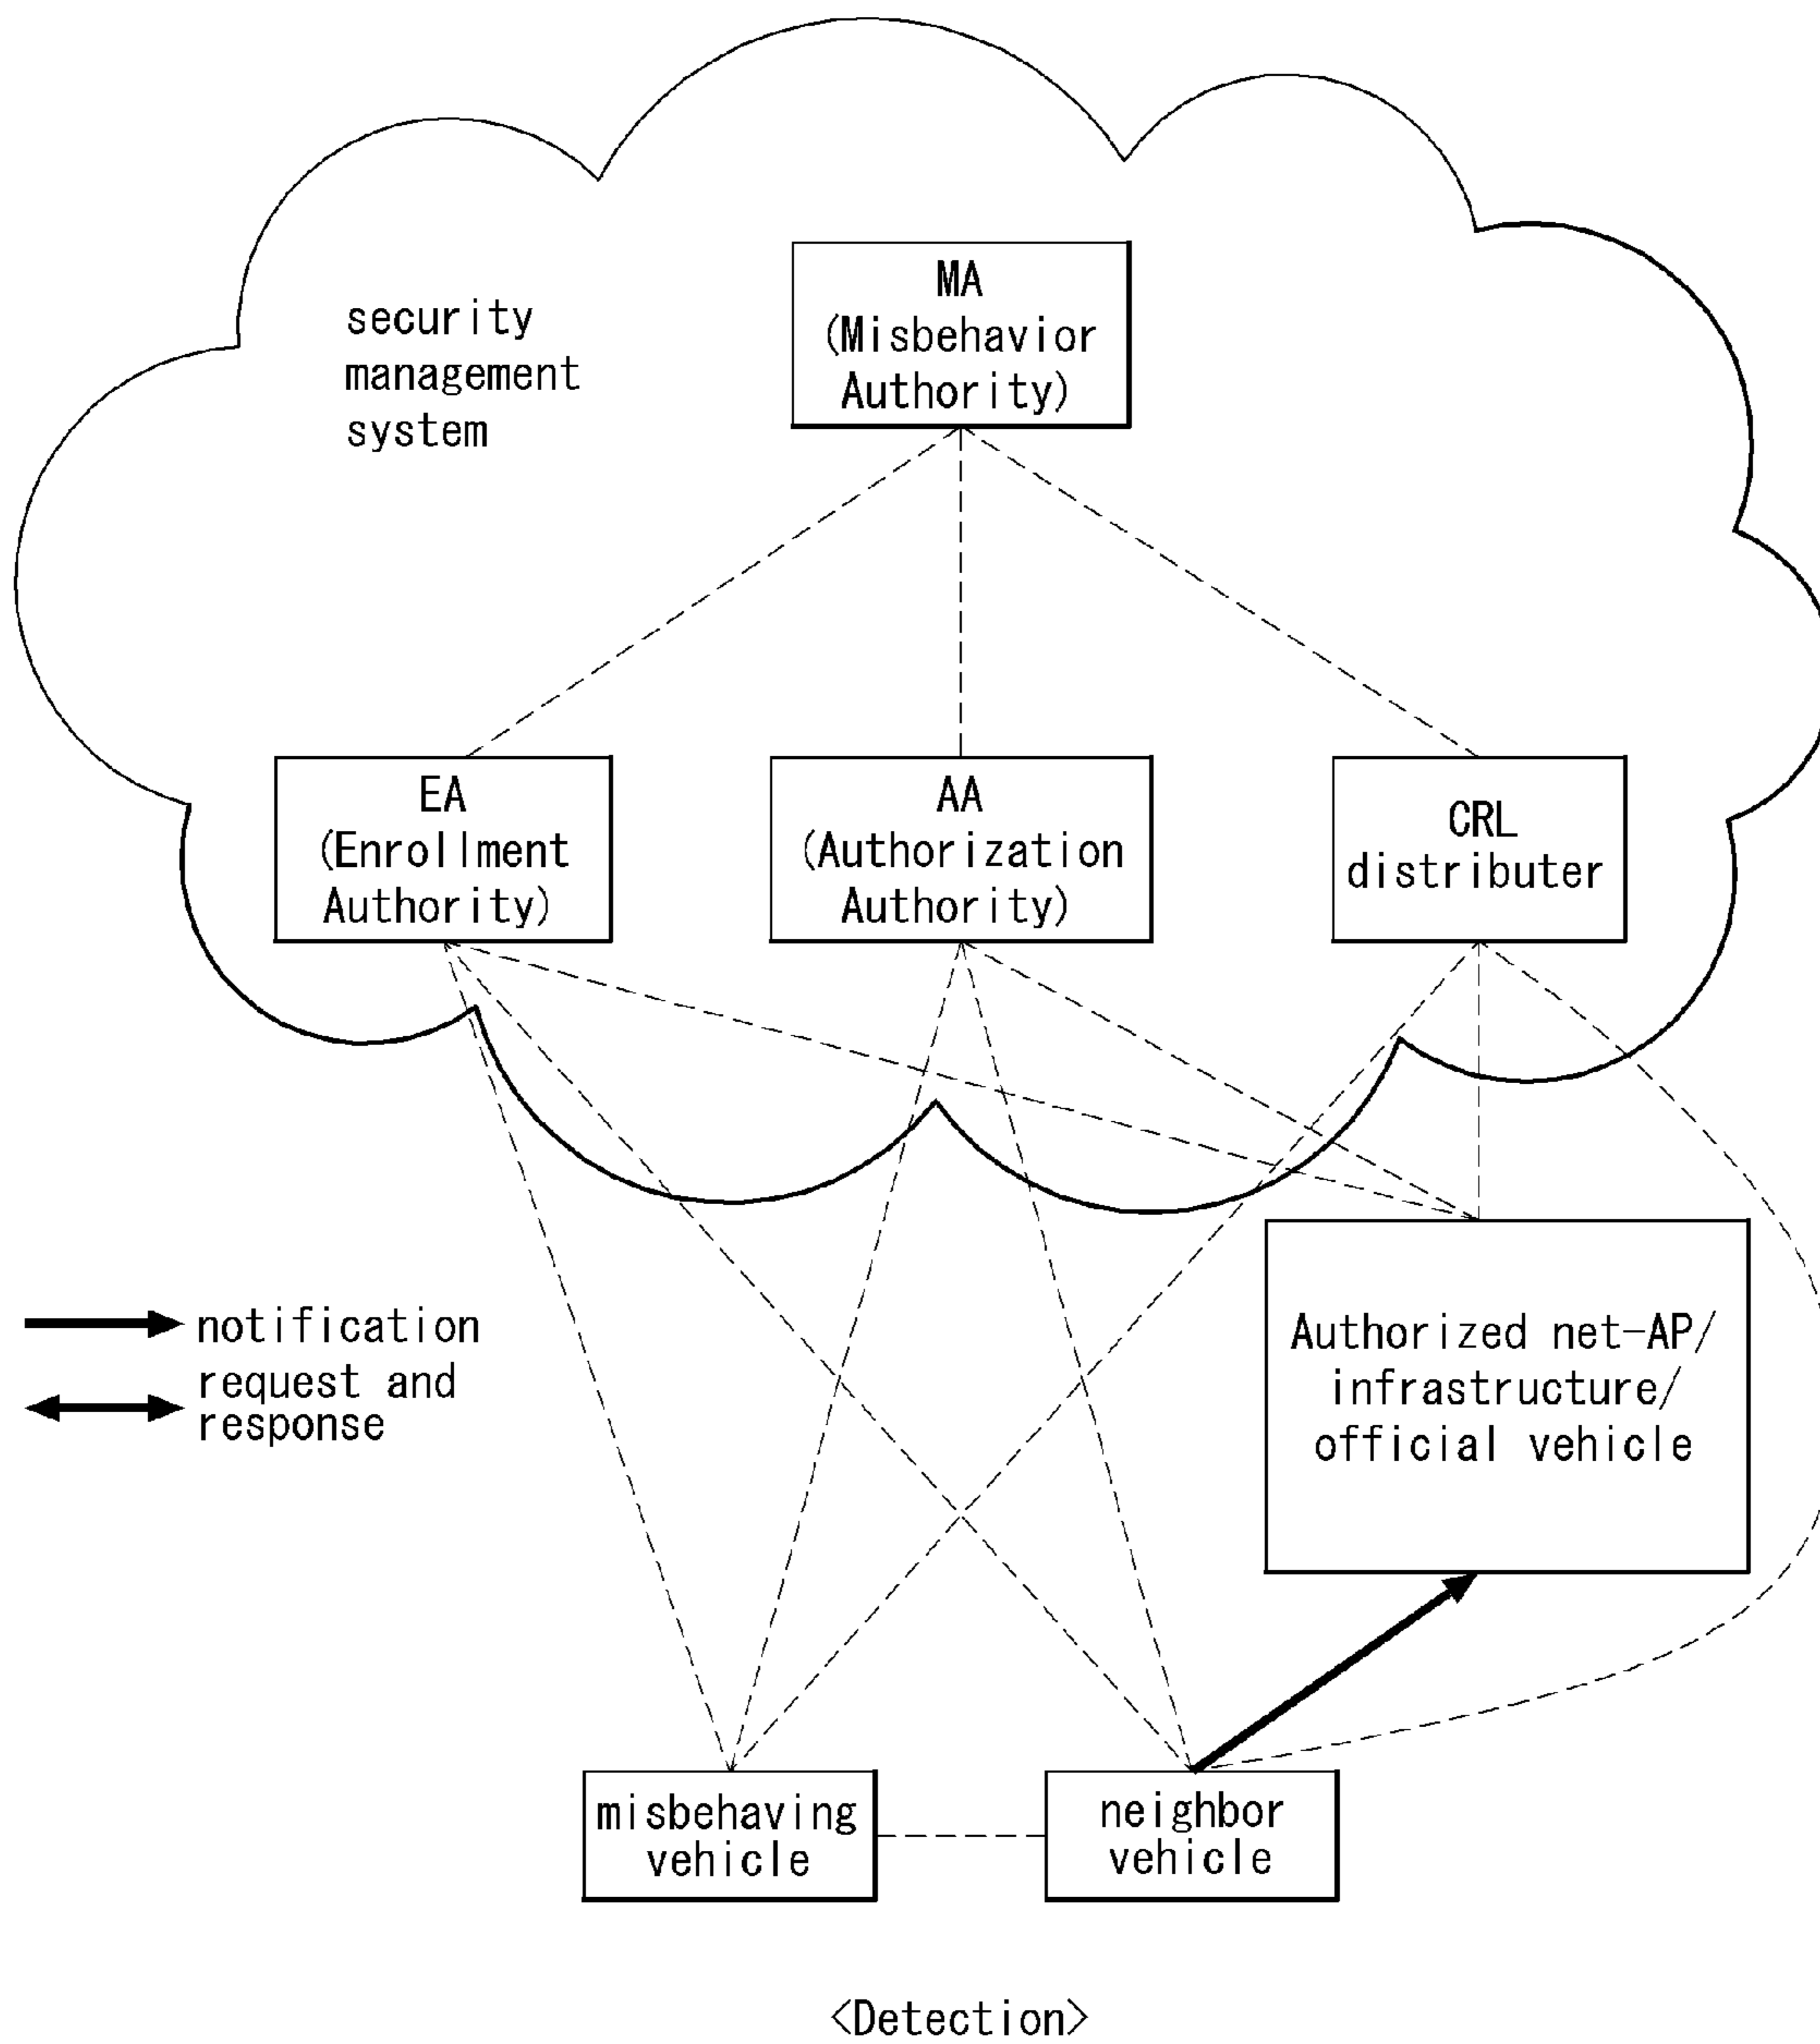 MA
(Misbehavior
Authority)
security
management
system
EA
(Enrollment
Authority)
AA
(Authorization
Authority)
CRL
distributer
notification
request and
response
Authorized net-AP/
infrastructure/
official vehicle
misbehaving
vehicle
neighbor
vehicle
<Detection>